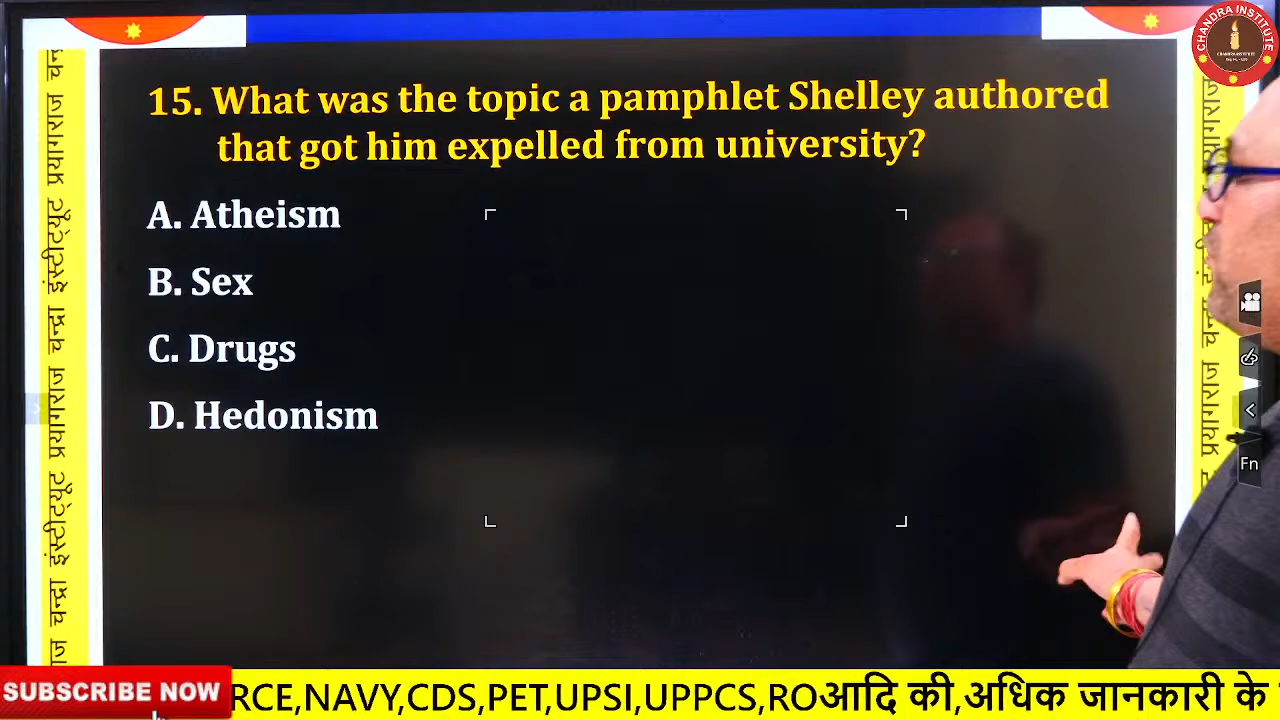 CHANDRA INSTITUTE
15. What was the topic a pamphlet Shelley authored
that got him expelled from university?
A. Atheism
B. Sex
C. Drugs
D. Hedonism
चन्द्रा इंस्टीट्यूट प्रयागराज
Fn
SUBSCRIBE NOW
RCE,NAVY,CDS,PET,UPSI,UPPCS,ROआदि की,अधिक जानकारी के